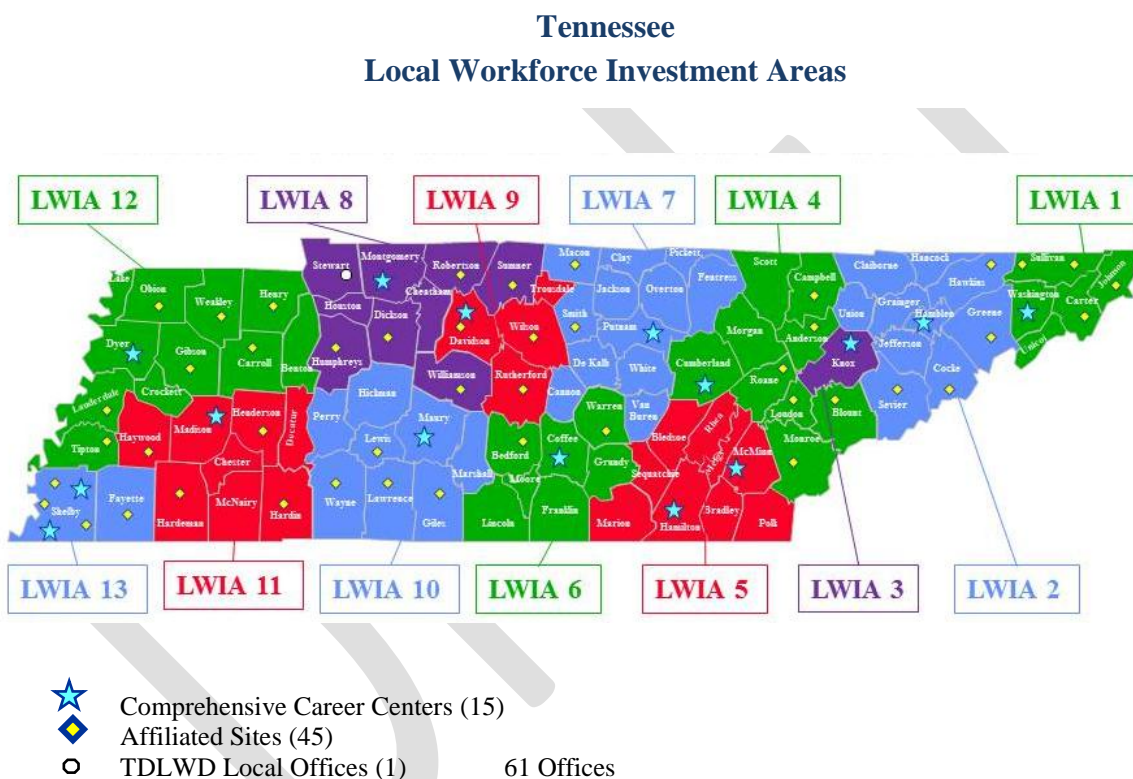 Tennessee
Local Workforce Investment Areas
LWIA 12
LWIA 8
LWIA 9
LWIA 7
LWIA 4
LWIA 1
Lake
Obion
Weakley
Henry
Dyer
Gibson
Carroll
Benton
Crockett
Lauderdale
Tipton
Haywood
Madison
Henderson
Decatur
Chester
Shelby
Fayette
Hardeman
McNairy
Hardin
Stewart
Montgomery
Robertson
Sumner
Cheatham
Houston
Dickson
Humphreys
Williamson
Trousdale
Davidson
Wilson
Rutherford
Hickman
Perry
Maury
Lewis
Marshall
Wayne
Lawrence
Giles
Macon
Clay
Pickett
Jackson
Overton
Fentress
Smith
Putnam
De Kalb
White
Cannon
Van
Buren
Warren
Coffee
Bedford
Moore
Grundy
Lincoln
Franklin
Scott
Campbell
Morgan
Anderson
Cumberland
Roane
Loudon
Blount
Monroe
Bledsoe
Rhea
Meigs
McMinn
Sequatchie
Marion
Hamilton
Bradley
Polk
Claiborne
Hancock
Hawkins
Grainger
Union
Hamblen
Greene
Jefferson
Knox
Cocke
Sevier
Sullivan
Johnson
Washington
Carter
Unicoi
LWIA 13
LWIA 11
LWIA 10
LWIA 6
LWIA 5
LWIA 3
LWIA 2
Comprehensive Career Centers (15)
Affiliated Sites (45)
TDLWD Local Offices (1) 61 Offices